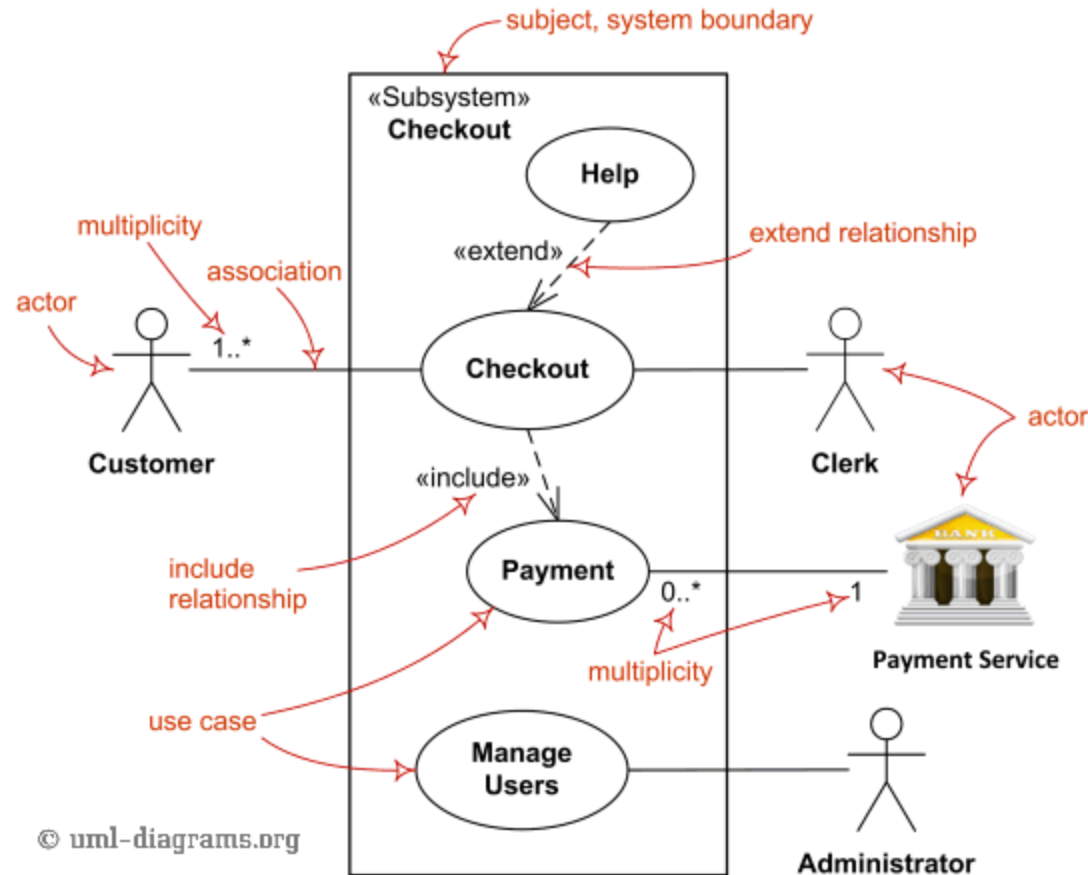 subject, system boundary
«Subsystem»
Checkout
Help
multiplicity
«extend»
extend relationship
association
actor
1..*
Checkout
actor
Customer
Clerk
«include»
BANK
include
relationship
Payment
0..*
1
multiplicity
Payment Service
use case
Manage
Users
© uml-diagrams.org
Administrator